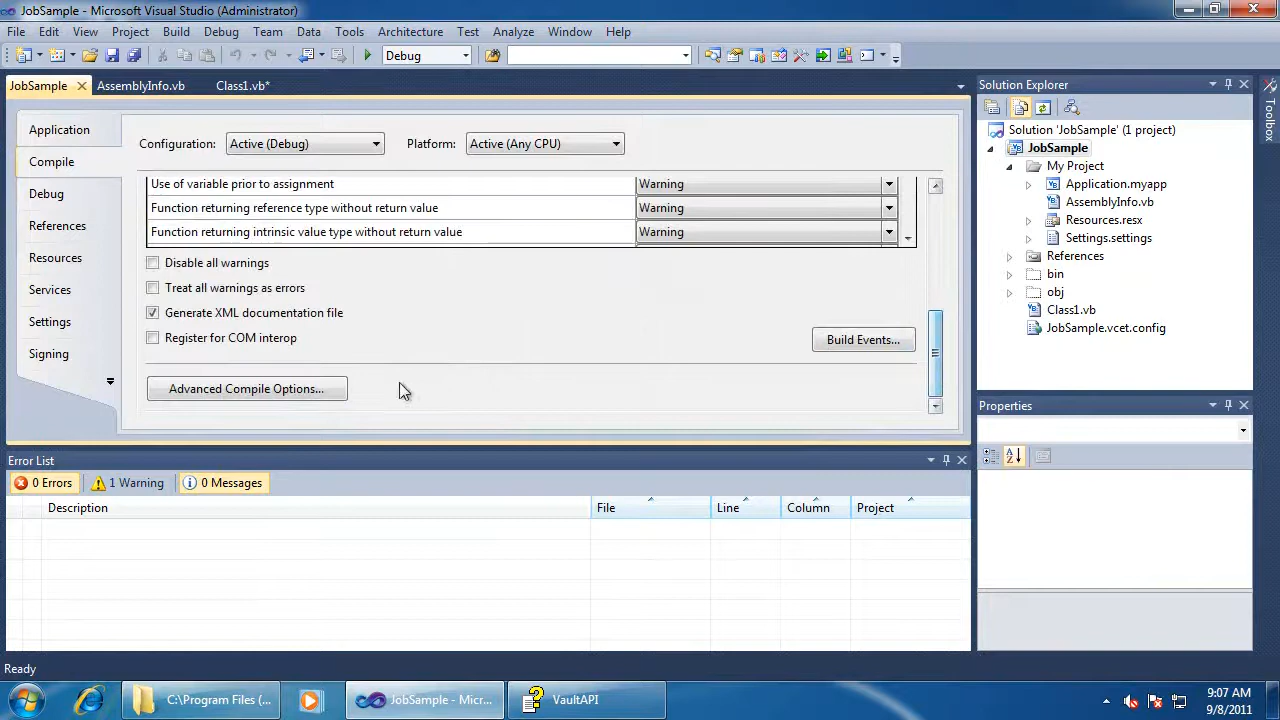 JobSample - Microsoft Visual Studio (Administrator)
File Edit View Project Build Debug Team Data Tools Architecture Test Analyze Window Help
Debug
JobSample AssemblyInfo.vb Class1.vb*
Solution Explorer
Toolbox
Application
Compile
Debug
References
Resources
Services
Settings
Signing
Configuration: Active (Debug) Platform: Active (Any CPU)
Use of variable prior to assignment Warning
Function returning reference type without return value Warning
Function returning intrinsic value type without return value Warning
Disable all warnings
Treat all warnings as errors
Generate XML documentation file
Register for COM interop
Build Events...
Advanced Compile Options...
Solution 'JobSample' (1 project)
JobSample
My Project
Application.myapp
AssemblyInfo.vb
Resources.resx
Settings.settings
References
bin
obj
Class1.vb
JobSample.vcet.config
Properties
Error List
0 Errors 1 Warning 0 Messages
Description File Line Column Project
Ready
C:\Program Files (... JobSample - Micr... VaultAPI
9:07 AM
9/8/2011